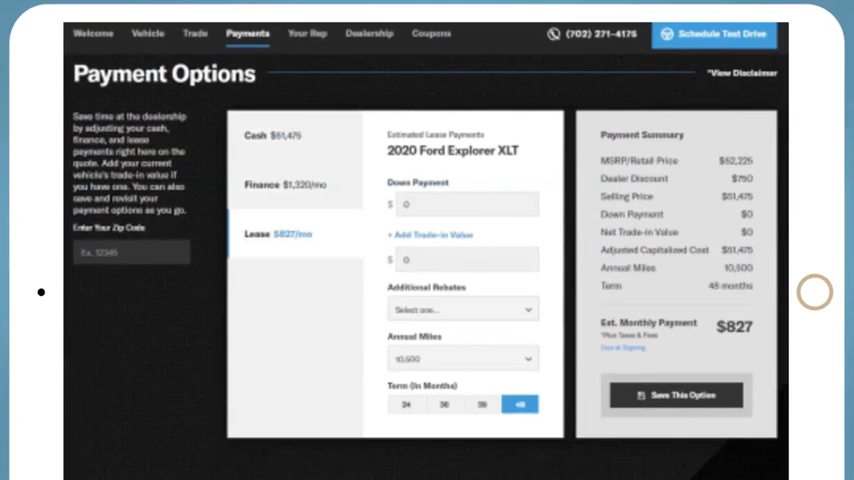 Welcome Vehicle Trade Payments Your Rep Dealership Coupons (702) 271-4175 Schedule Test Drive
Payment Options
*View Disclaimer
Save time at the dealership
by adjusting your cash,
finance, and lease
payments right here on the
quote. Add your current
vehicle's trade-in value if
you have one. You can also
save and revisit your
payment options as you go.
Enter Your Zip Code
Ex. 12345
Cash $51,475
Finance $1,320/mo
Lease $827/mo
Estimated Lease Payments
2020 Ford Explorer XLT
Down Payment
$ 0
+ Add Trade-in Value
$ 0
Additional Rebates
Select one...
Annual Miles
10,500
Term (In Months)
24 36 39 48
Payment Summary
MSRP/Retail Price $52,225
Dealer Discount $750
Selling Price $51,475
Down Payment $0
Net Trade-in Value $0
Adjusted Capitalized Cost $51,475
Annual Miles 10,500
Term 48 months
Est. Monthly Payment $827
*Plus Taxes & Fees
Due at Signing
Save This Option